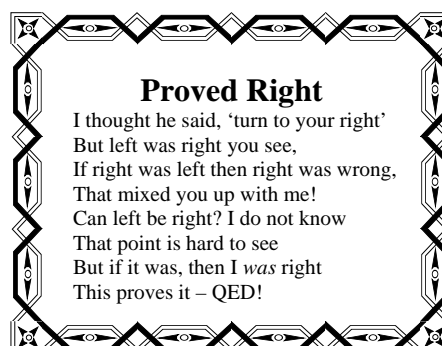 Proved Right
I thought he said, ‘turn to your right’
But left was right you see,
If right was left then right was wrong,
That mixed you up with me!
Can left be right? I do not know
That point is hard to see
But if it was, then I was right
This proves it – QED!